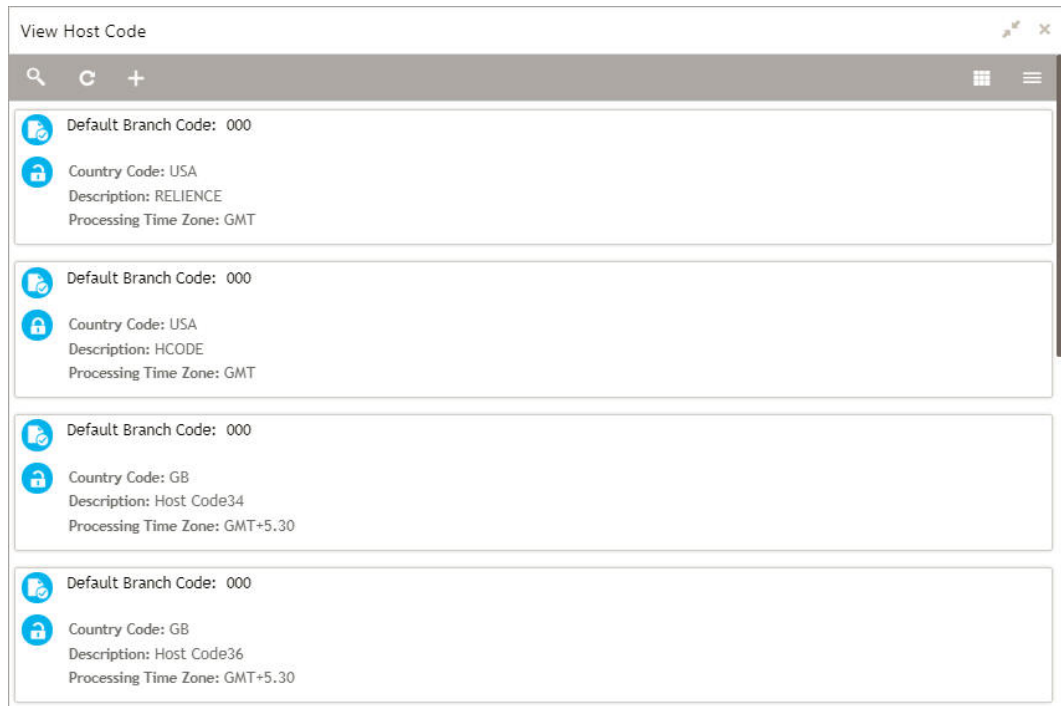 View Host Code
Default Branch Code: 000
Country Code: USA
Description: RELIENCE
Processing Time Zone: GMT
Default Branch Code: 000
Country Code: USA
Description: HCODE
Processing Time Zone: GMT
Default Branch Code: 000
Country Code: GB
Description: Host Code34
Processing Time Zone: GMT+5.30
Default Branch Code: 000
Country Code: GB
Description: Host Code36
Processing Time Zone: GMT+5.30